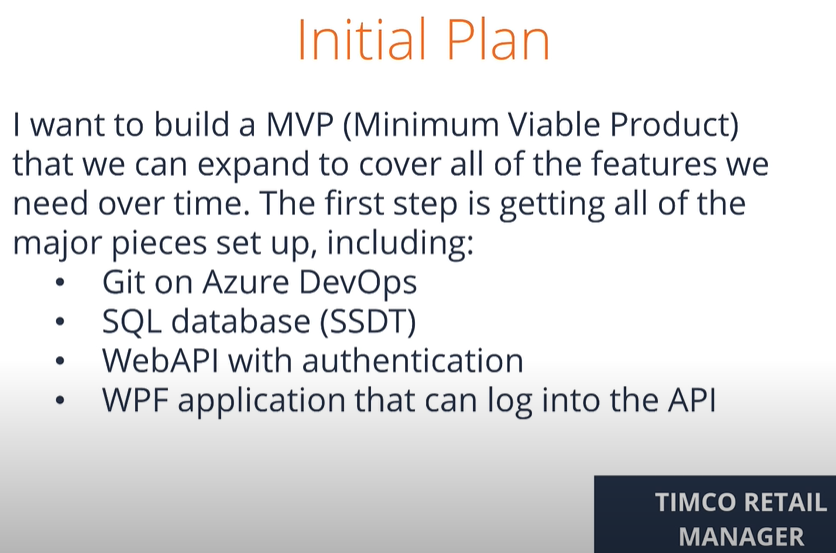 Initial Plan
I want to build a MVP (Minimum Viable Product)
that we can expand to cover all of the features we
need over time. The first step is getting all of the
major pieces set up, including:
• Git on Azure DevOps
• SQL database (SSDT)
• WebAPI with authentication
• WPF application that can log into the API
TIMCO RETAIL
MANAGER